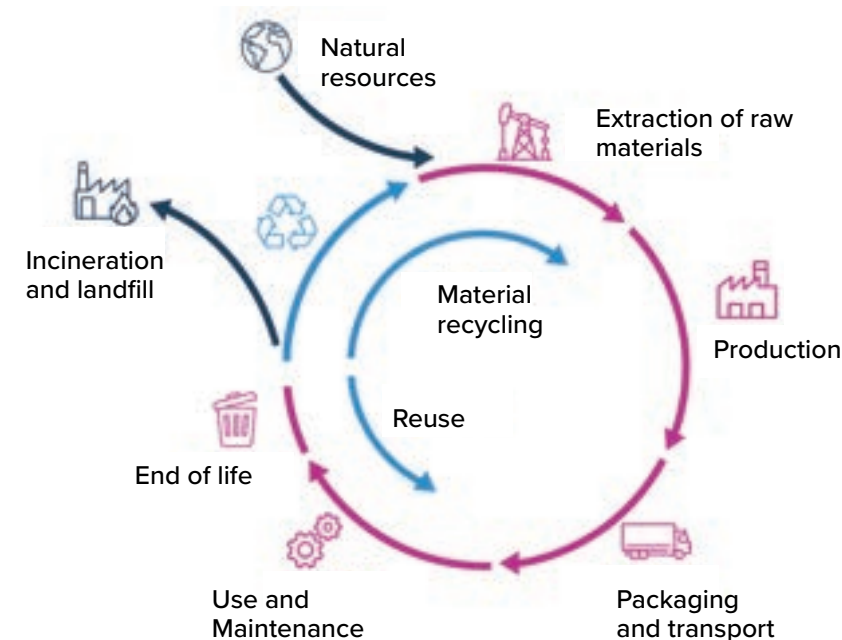 Natural
resources
Extraction of raw
materials
Incineration
and landfill
Material
recycling
Production
Reuse
End of life
Use and
Maintenance
Packaging
and transport